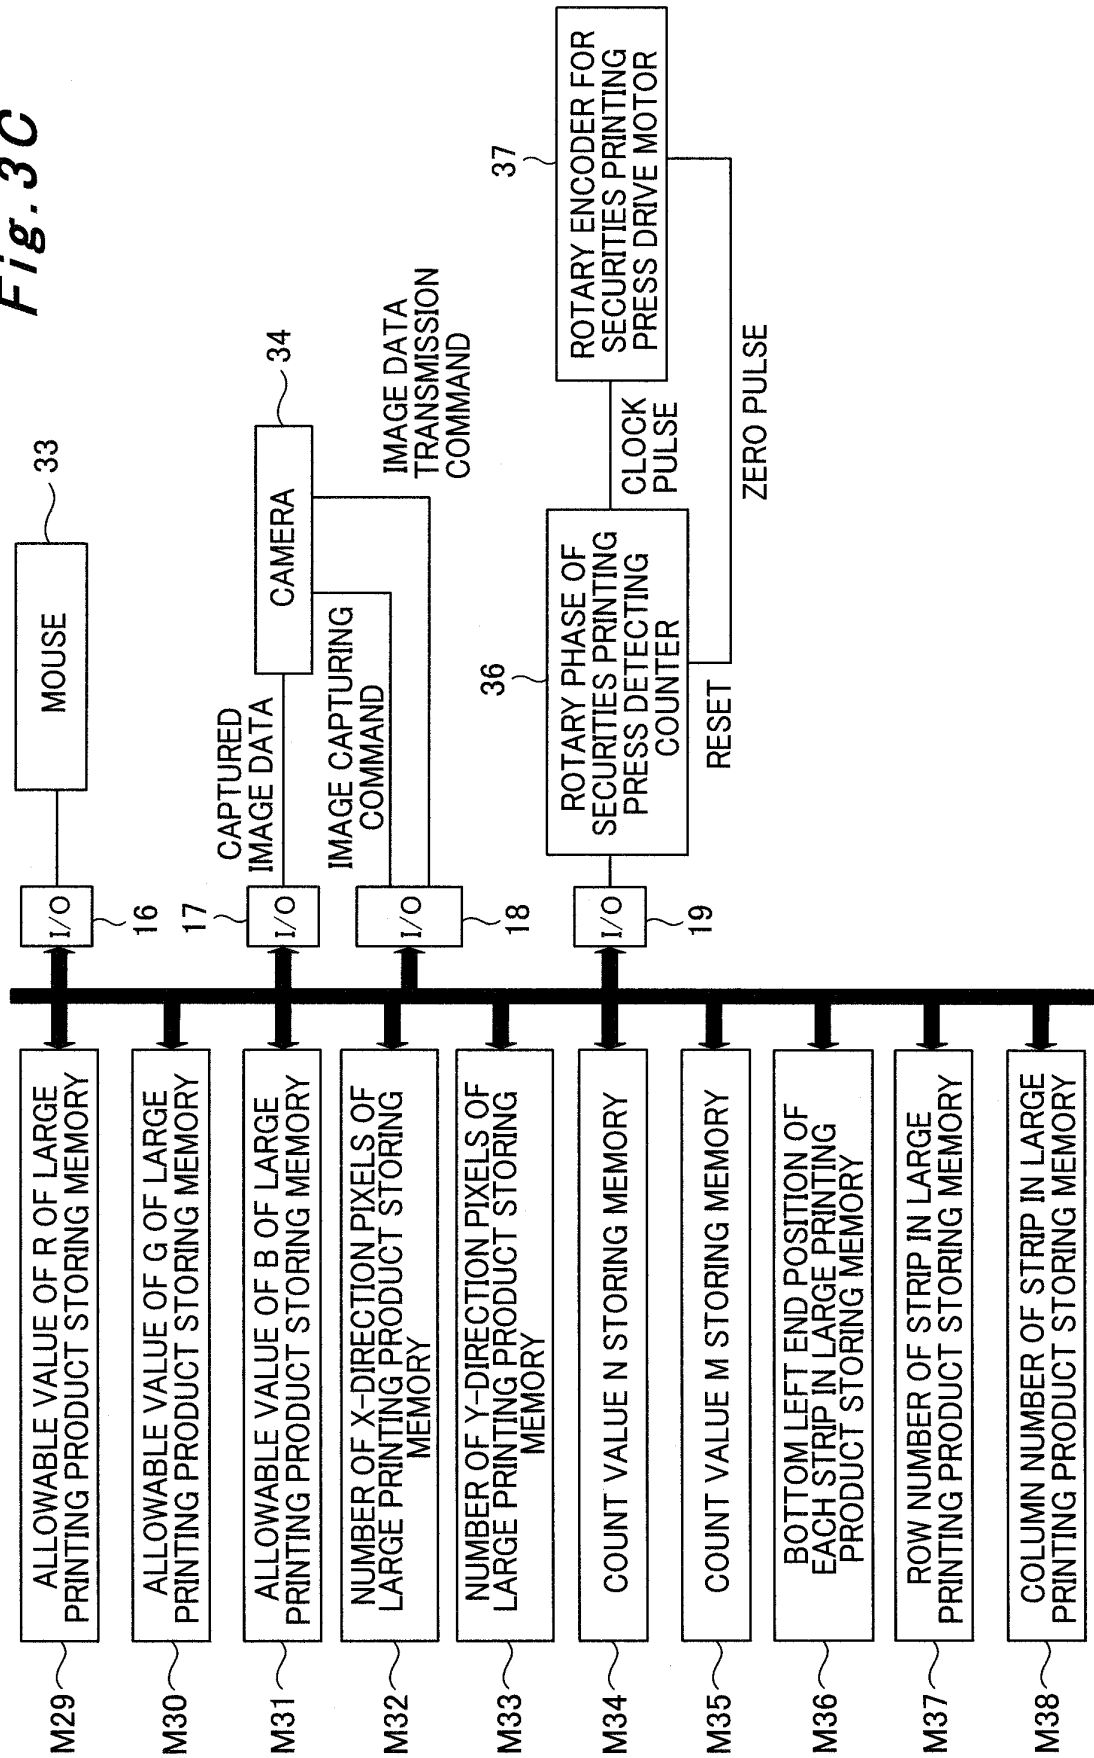 Fig.3C
M29
ALLOWABLE VALUE OF R OF LARGE
PRINTING PRODUCT STORING MEMORY
M30
ALLOWABLE VALUE OF G OF LARGE
PRINTING PRODUCT STORING MEMORY
M31
ALLOWABLE VALUE OF B OF LARGE
PRINTING PRODUCT STORING MEMORY
M32
NUMBER OF X-DIRECTION PIXELS OF
LARGE PRINTING PRODUCT STORING
MEMORY
M33
NUMBER OF Y-DIRECTION PIXELS OF
LARGE PRINTING PRODUCT STORING
MEMORY
M34
COUNT VALUE N STORING MEMORY
M35
COUNT VALUE M STORING MEMORY
M36
BOTTOM LEFT END POSITION OF
EACH STRIP IN LARGE PRINTING
PRODUCT STORING MEMORY
M37
ROW NUMBER OF STRIP IN LARGE
PRINTING PRODUCT STORING MEMORY
M38
COLUMN NUMBER OF STRIP IN LARGE
PRINTING PRODUCT STORING MEMORY
I/O
16
MOUSE
33
17
I/O
CAPTURED
IMAGE DATA
CAMERA
34
I/O
18
IMAGE CAPTURING
COMMAND
IMAGE DATA
TRANSMISSION
COMMAND
I/O
19
36
ROTARY PHASE OF
SECURITIES PRINTING
PRESS DETECTING
COUNTER
RESET
CLOCK
PULSE
ZERO PULSE
37
ROTARY ENCODER FOR
SECURITIES PRINTING
PRESS DRIVE MOTOR